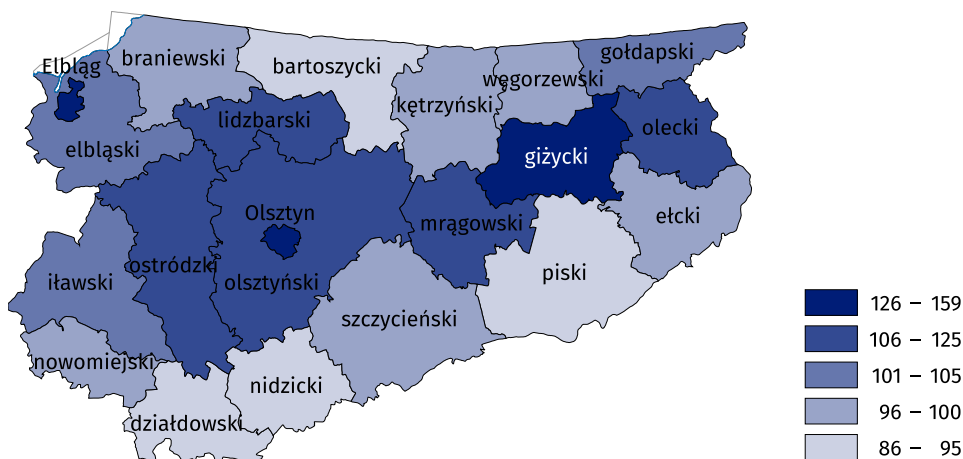 Elbląg
braniewski
bartoszycki
gołdapski
węgorzewski
kętrzyński
lidzbarski
olecki
elbląski
giżycki
Olsztyn
mrągowski
ełcki
ostródzki
piski
iławski
olsztyński
szczycieński
nowomiejski
nidzicki
działdowski
126 – 159
106 – 125
101 – 105
96 – 100
86 – 95